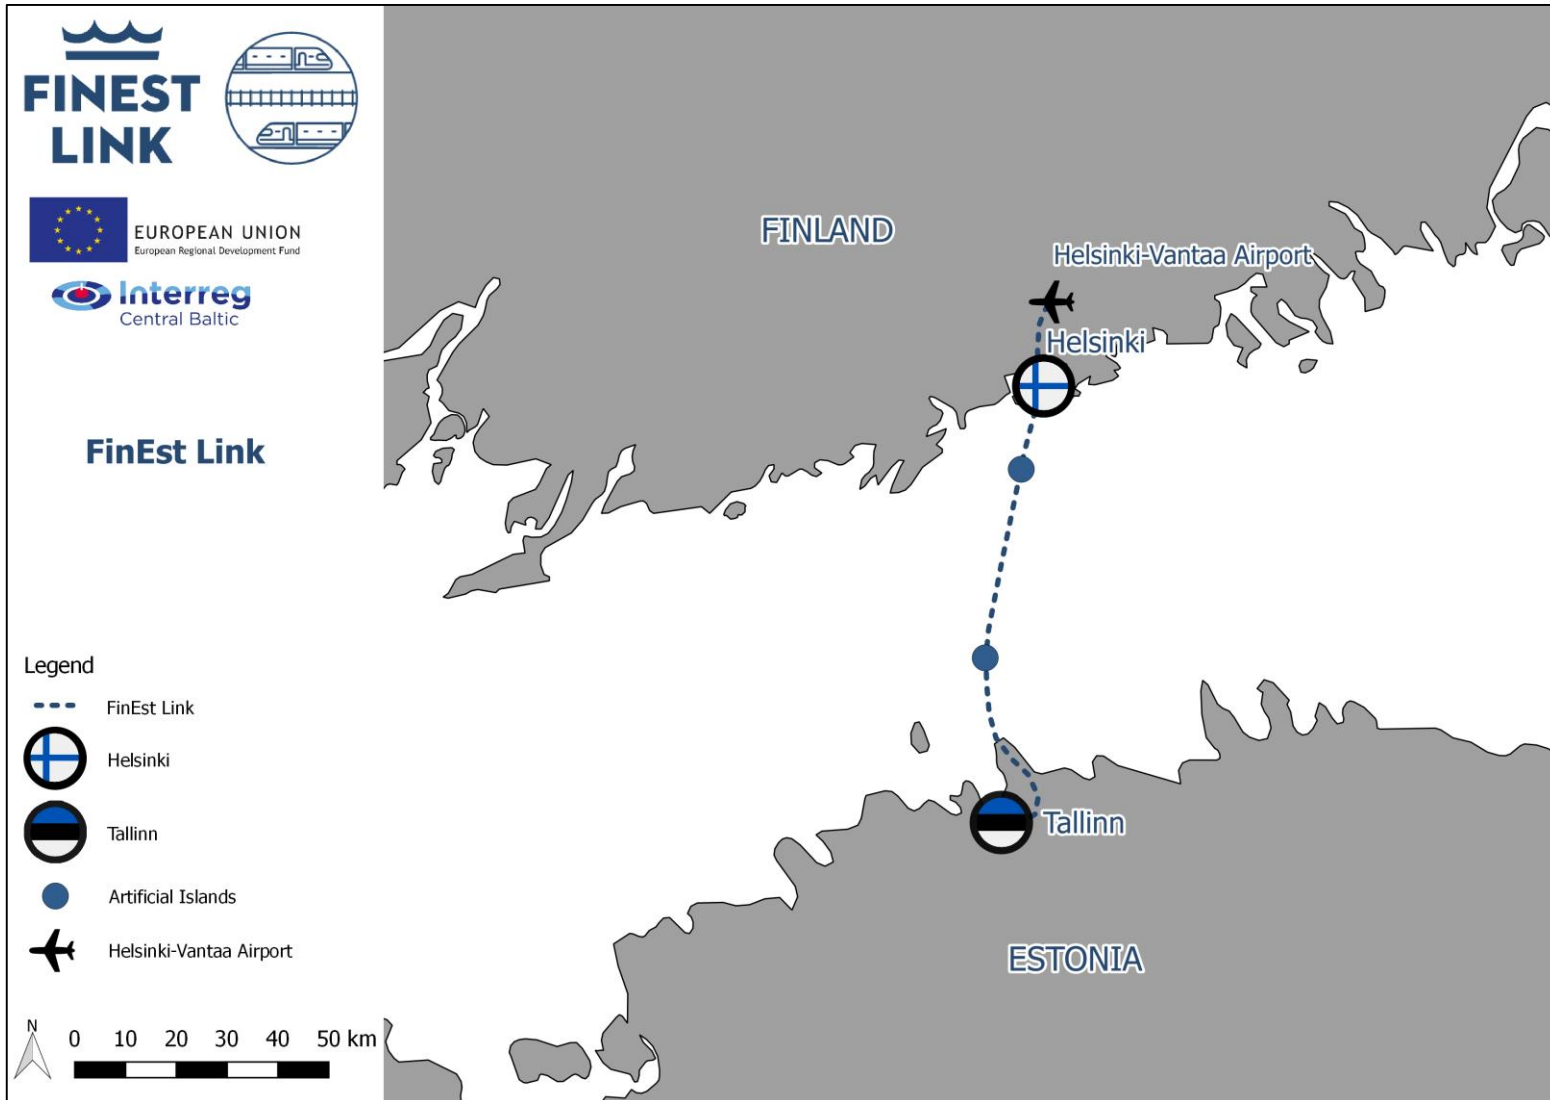 FINEST
LINK
EUROPEAN UNION
European Regional Development Fund
Interreg
Central Baltic
FinEst Link
Legend
FinEst Link
Helsinki
Tallinn
Artificial Islands
Helsinki-Vantaa Airport
N
0 10 20 30 40 50 km
FINLAND
Helsinki-Vantaa Airport
Helsinki
Tallinn
ESTONIA